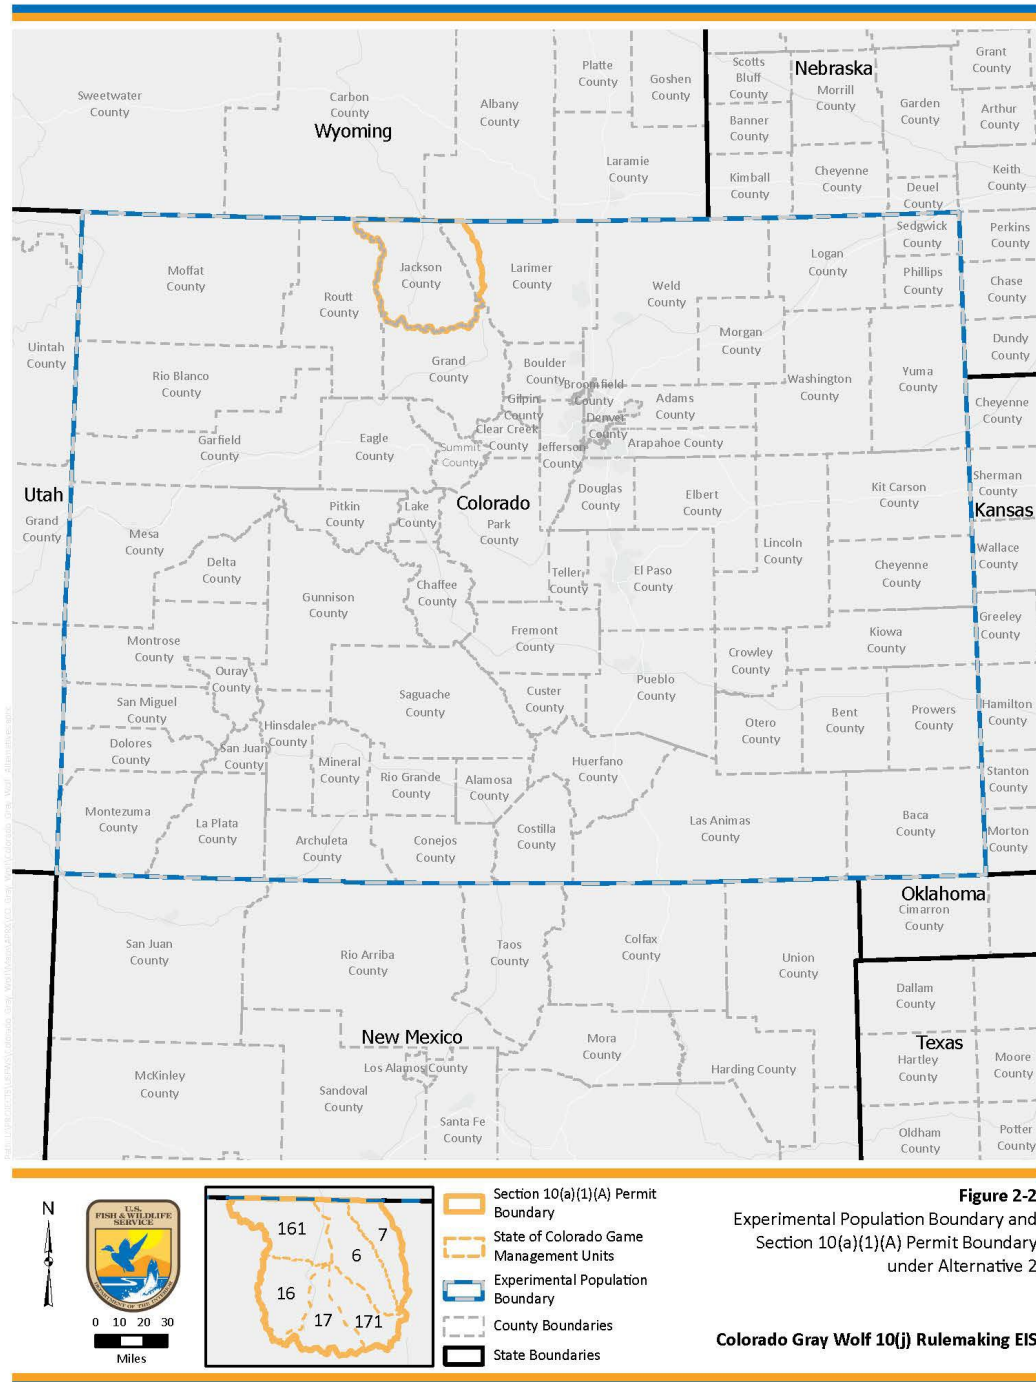 Grant
County
Platte
County
Goshen
County
Scotts
Bluff
County
Nebraska
Morrill
County
Garden
County
Arthur
County
Sweetwater
County
Carbon
County
Albany
County
Wyoming
Banner
County
Laramie
County
Kimball
County
Cheyenne
County
Deuel
County
Keith
County
Moffat
County
Routt
County
Jackson
County
Larimer
County
Weld
County
Logan
County
Sedgwick
County
Phillips
County
Perkins
County
Chase
County
Dundy
County
Uintah
County
Rio Blanco
County
Grand
County
Boulder
County
Broomfield
County
Morgan
County
Washington
County
Yuma
County
Cheyenne
County
Garfield
County
Eagle
County
Summit
County
Gilpin
County
Clear Creek
County
Jefferson
County
Denver
County
Adams
County
Arapahoe County
Utah
Grand
County
Mesa
County
Pitkin
County
Lake
County
Colorado
Park
County
Douglas
County
Elbert
County
Lincoln
County
Kit Carson
County
Sherman
County
Kansas
Wallace
County
Delta
County
Gunnison
County
Chaffee
County
Teller
County
El Paso
County
Cheyenne
County
Greeley
County
Montrose
County
Ouray
County
Fremont
County
Crowley
County
Kiowa
County
San Miguel
County
Saguache
County
Custer
County
Pueblo
County
Otero
County
Bent
County
Prowers
County
Hamilton
County
Dolores
County
San Juan
County
Hinsdale
County
Mineral
County
Rio Grande
County
Alamosa
County
Huerfano
County
Stanton
County
Montezuma
County
La Plata
County
Archuleta
County
Conejos
County
Costilla
County
Las Animas
County
Baca
County
Morton
County
Oklahoma
Cimarron
County
San Juan
County
Rio Arriba
County
Taos
County
Colfax
County
Union
County
Dallam
County
New Mexico
Los Alamos County
Mora
County
Harding County
Texas
Hartley
County
Moore
County
McKinley
County
Sandoval
County
Santa Fe
County
Oldham
County
Potter
County
N
0 10 20 30
Miles
U.S.
FISH & WILDLIFE
SERVICE
DEPARTMENT OF THE INTERIOR
161
7
6
16
17
171
Section 10(a)(1)(A) Permit
Boundary
State of Colorado Game
Management Units
Experimental Population
Boundary
County Boundaries
State Boundaries
Figure 2-2
Experimental Population Boundary and
Section 10(a)(1)(A) Permit Boundary
under Alternative 2
Colorado Gray Wolf 10(j) Rulemaking EIS